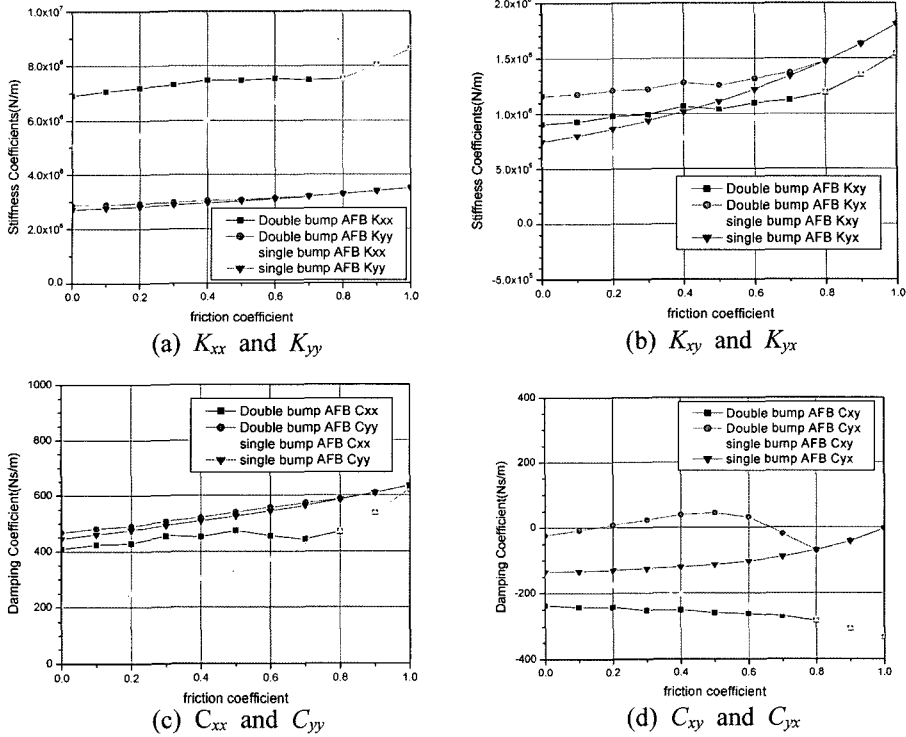 Stiffness Coefficients(N/m)
1.0x10⁷
8.0x10⁶
6.0x10⁶
4.0x10⁶
2.0x10⁶
0.0
Double bump AFB Kxx
Double bump AFB Kyy
single bump AFB Kxx
single bump AFB Kyy
0.0 0.2 0.4 0.6 0.8 1.0
friction coefficient
(a) Kxx and Kyy
Stiffness Coefficients(N/m)
1.5x10⁶
1.0x10⁶
5.0x10⁵
0.0
-5.0x10⁵
Double bump AFB Kxy
Double bump AFB Kyx
single bump AFB Kxy
single bump AFB Kyx
0.0 0.2 0.4 0.6 0.8 1.0
friction coefficient
(b) Kxy and Kyx
Damping Coefficient(Ns/m)
1000
800
600
400
200
0
Double bump AFB Cxx
Double bump AFB Cyy
single bump AFB Cxx
single bump AFB Cyy
0.0 0.2 0.4 0.6 0.8 1.0
friction coefficient
(c) Cxx and Cyy
Damping Coefficient(Ns/m)
400
200
0
-200
-400
Double bump AFB Cxy
Double bump AFB Cyx
single bump AFB Cxy
single bump AFB Cyx
0.0 0.2 0.4 0.6 0.8 1.0
friction coefficient
(d) Cxy and Cyx